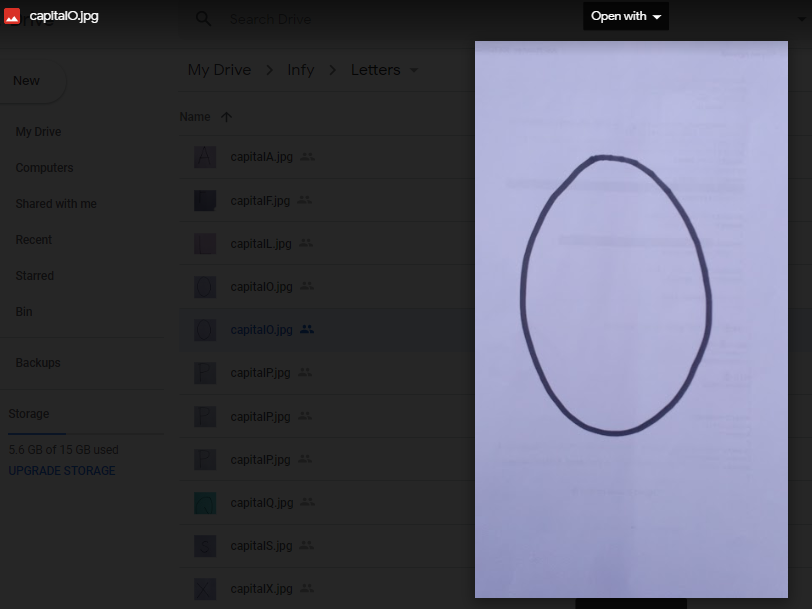 capitalO.jpg
Search Drive
Open with
My Drive > Infy > Letters
New
Name
My Drive
Computers
Shared with me
Recent
Starred
Bin
Backups
Storage
5.6 GB of 15 GB used
UPGRADE STORAGE
capitalA.jpg
capitalF.jpg
capitalL.jpg
capitalO.jpg
capitalO.jpg
capitalP.jpg
capitalP.jpg
capitalP.jpg
capitalQ.jpg
capitalS.jpg
capitalX.jpg
O